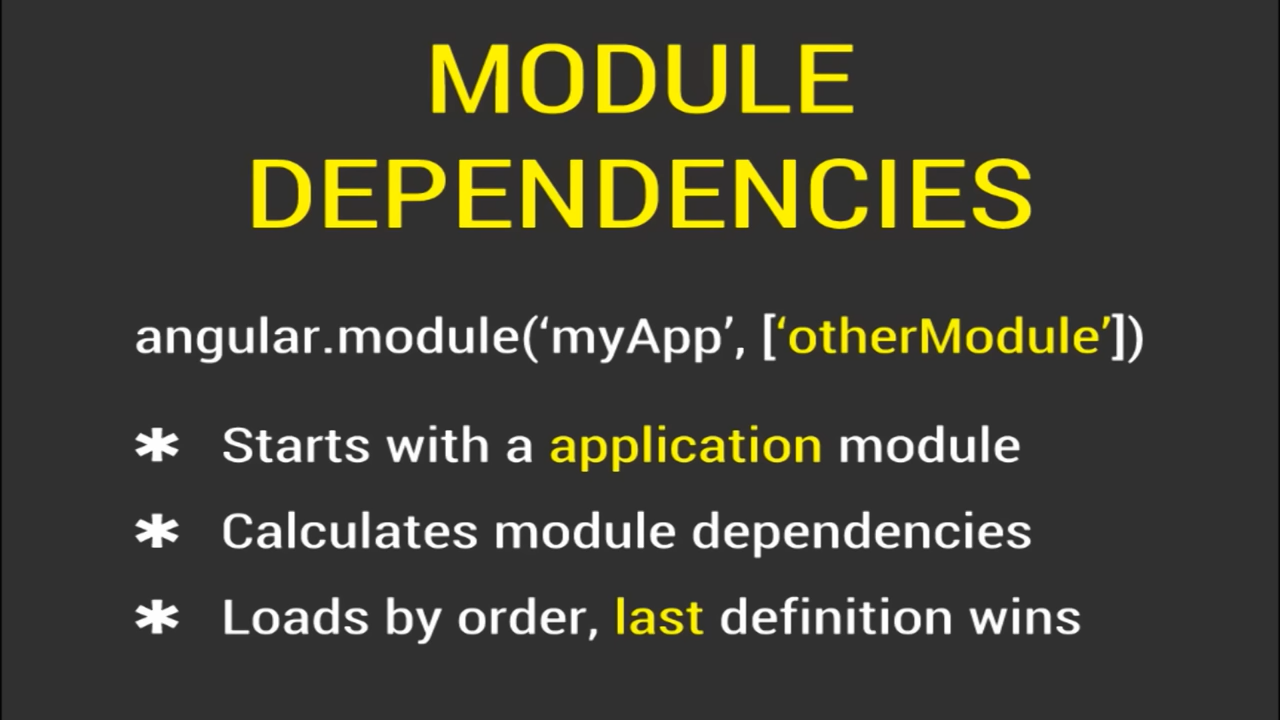 MODULE
DEPENDENCIES
angular.module(‘myApp’, [‘otherModule’])
* Starts with a application module
* Calculates module dependencies
* Loads by order, last definition wins